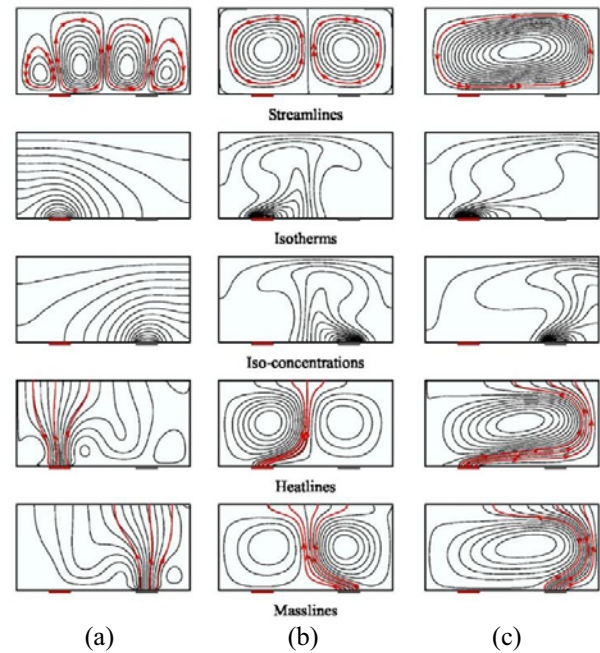 Streamlines
Isotherms
Iso-concentrations
Heatlines
Masslines
(a) (b) (c)